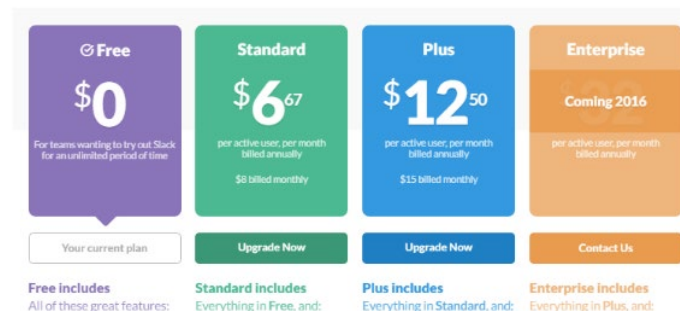 Free
$0
For teams wanting to try out Slack
for an unlimited period of time
Your current plan
Free includes
All of these great features:
Standard
$6 67
per active user, per month
billed annually
$8 billed monthly
Upgrade Now
Standard includes
Everything in Free, and:
Plus
$12 50
per active user, per month
billed annually
$15 billed monthly
Upgrade Now
Plus includes
Everything in Standard, and:
Enterprise
$32
Coming 2016
per active user, per month
billed annually
Contact Us
Enterprise includes
Everything in Plus, and: